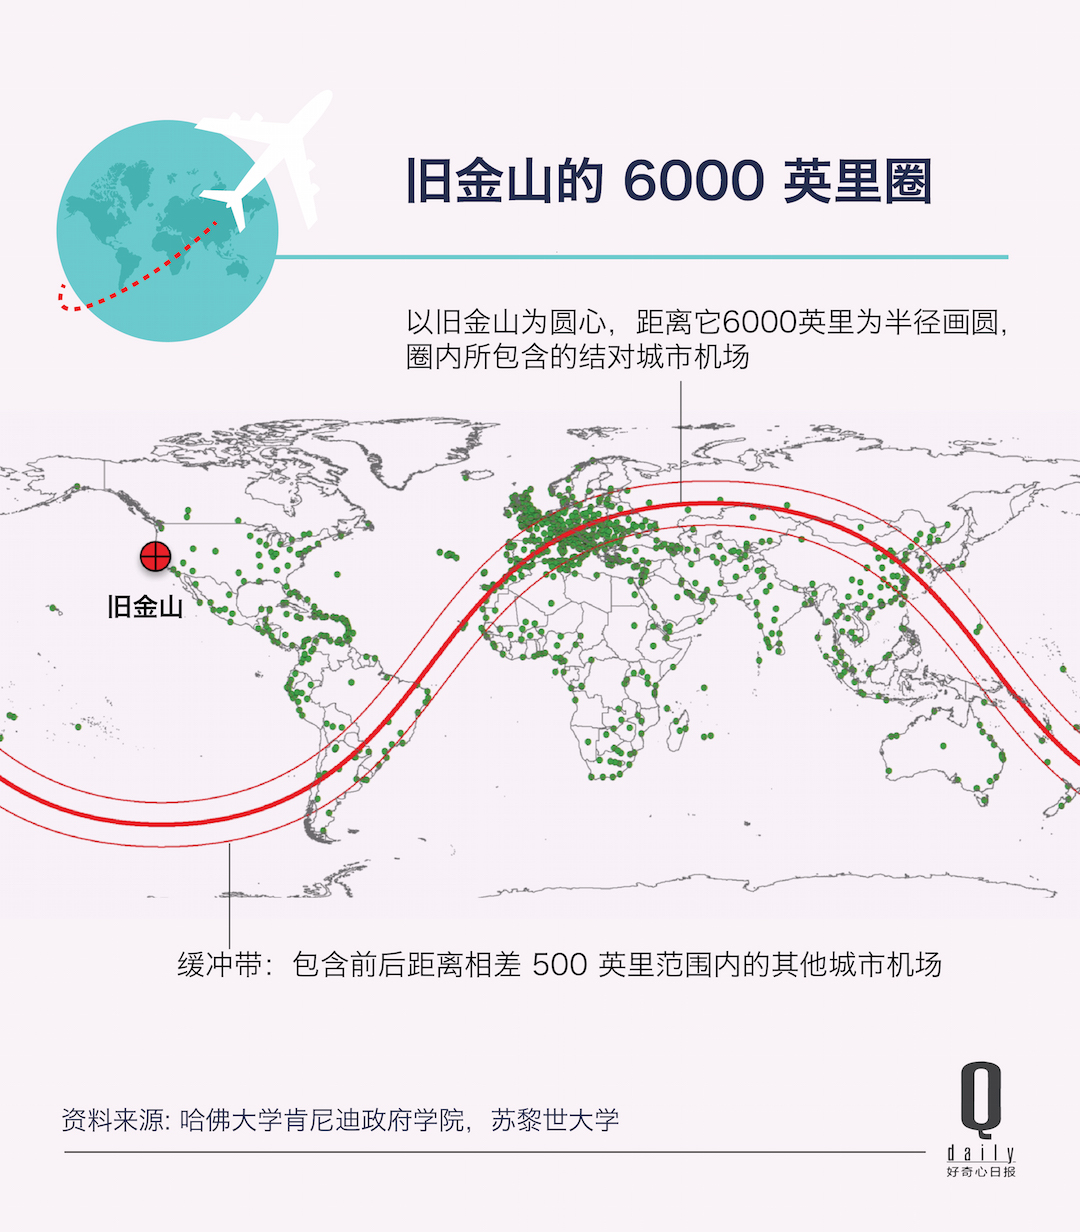 旧金山的 6000 英里圈
以旧金山为圆心，距离它6000英里为半径画圆，
圈内所包含的结对城市机场
旧金山
缓冲带：包含前后距离相差 500 英里范围内的其他城市机场
资料来源: 哈佛大学肯尼迪政府学院，苏黎世大学
Q
daily
好奇心日报